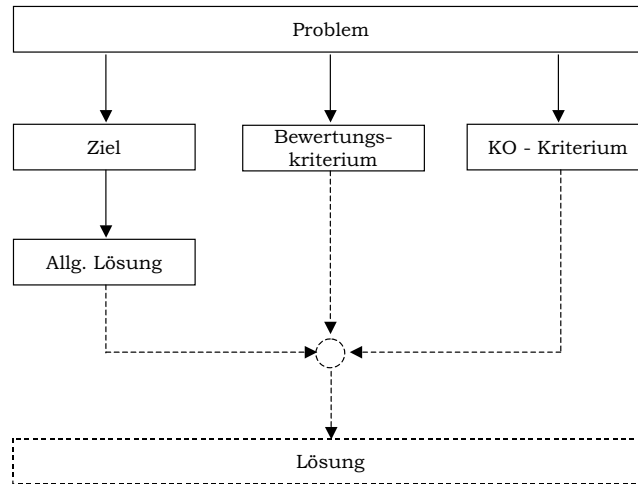 Problem
Ziel
Bewertungs-
kriterium
KO - Kriterium
Allg. Lösung
Lösung